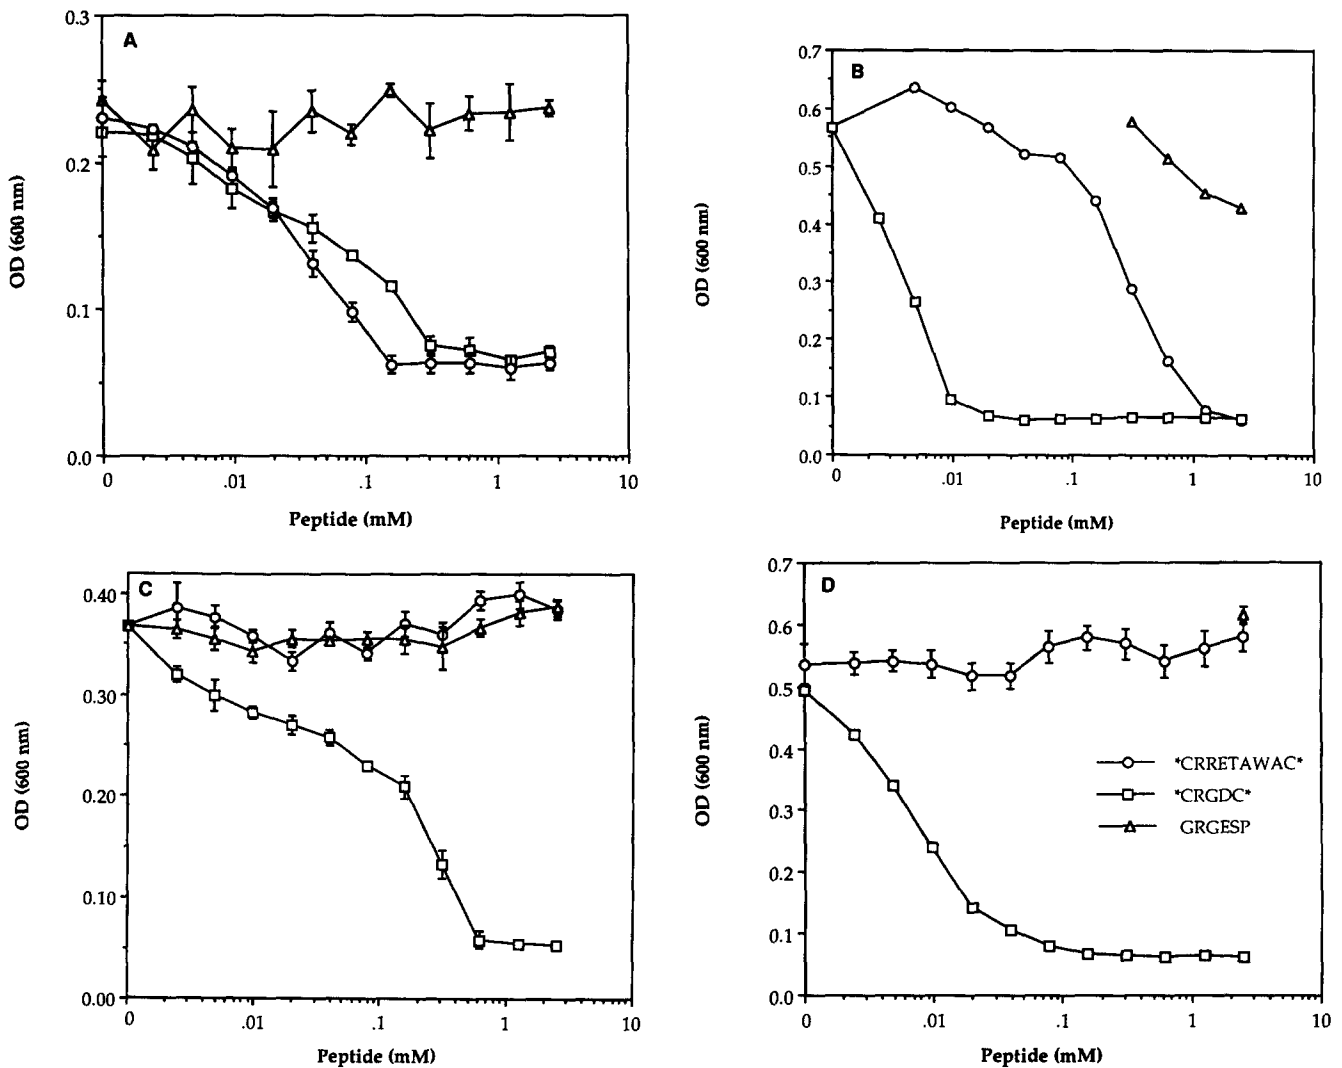 A
0.3
0.2
0.1
0.0
OD (600 nm)
0 .01 .1 1 10
Peptide (mM)
B
0.7
0.6
0.5
0.4
0.3
0.2
0.1
0.0
OD (600 nm)
0 .01 .1 1 10
Peptide (mM)
C
0.40
0.30
0.20
0.10
0.00
OD (600 nm)
0 .01 .1 1 10
Peptide (mM)
D
0.7
0.6
0.5
0.4
0.3
0.2
0.1
0.0
OD (600 nm)
*CRRETAWAC*
*CRGDC*
GRGESP
0 .01 .1 1 10
Peptide (mM)